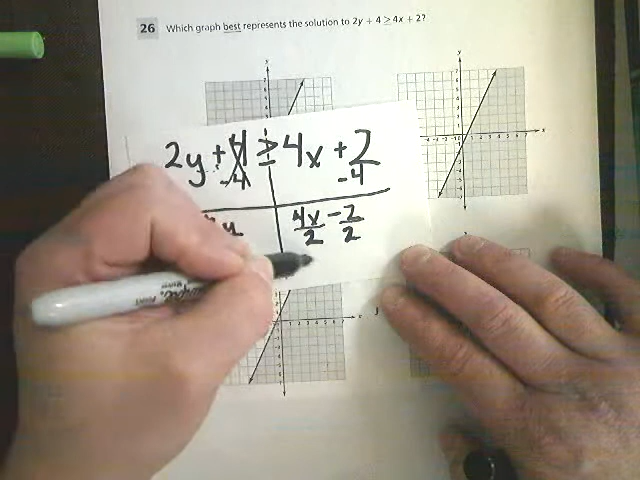 26 Which graph best represents the solution to 2y + 4 ≥ 4x + 2?
2y + 4 ≥ 4x + 2
-4 -4
y 4x/2 - 2/2